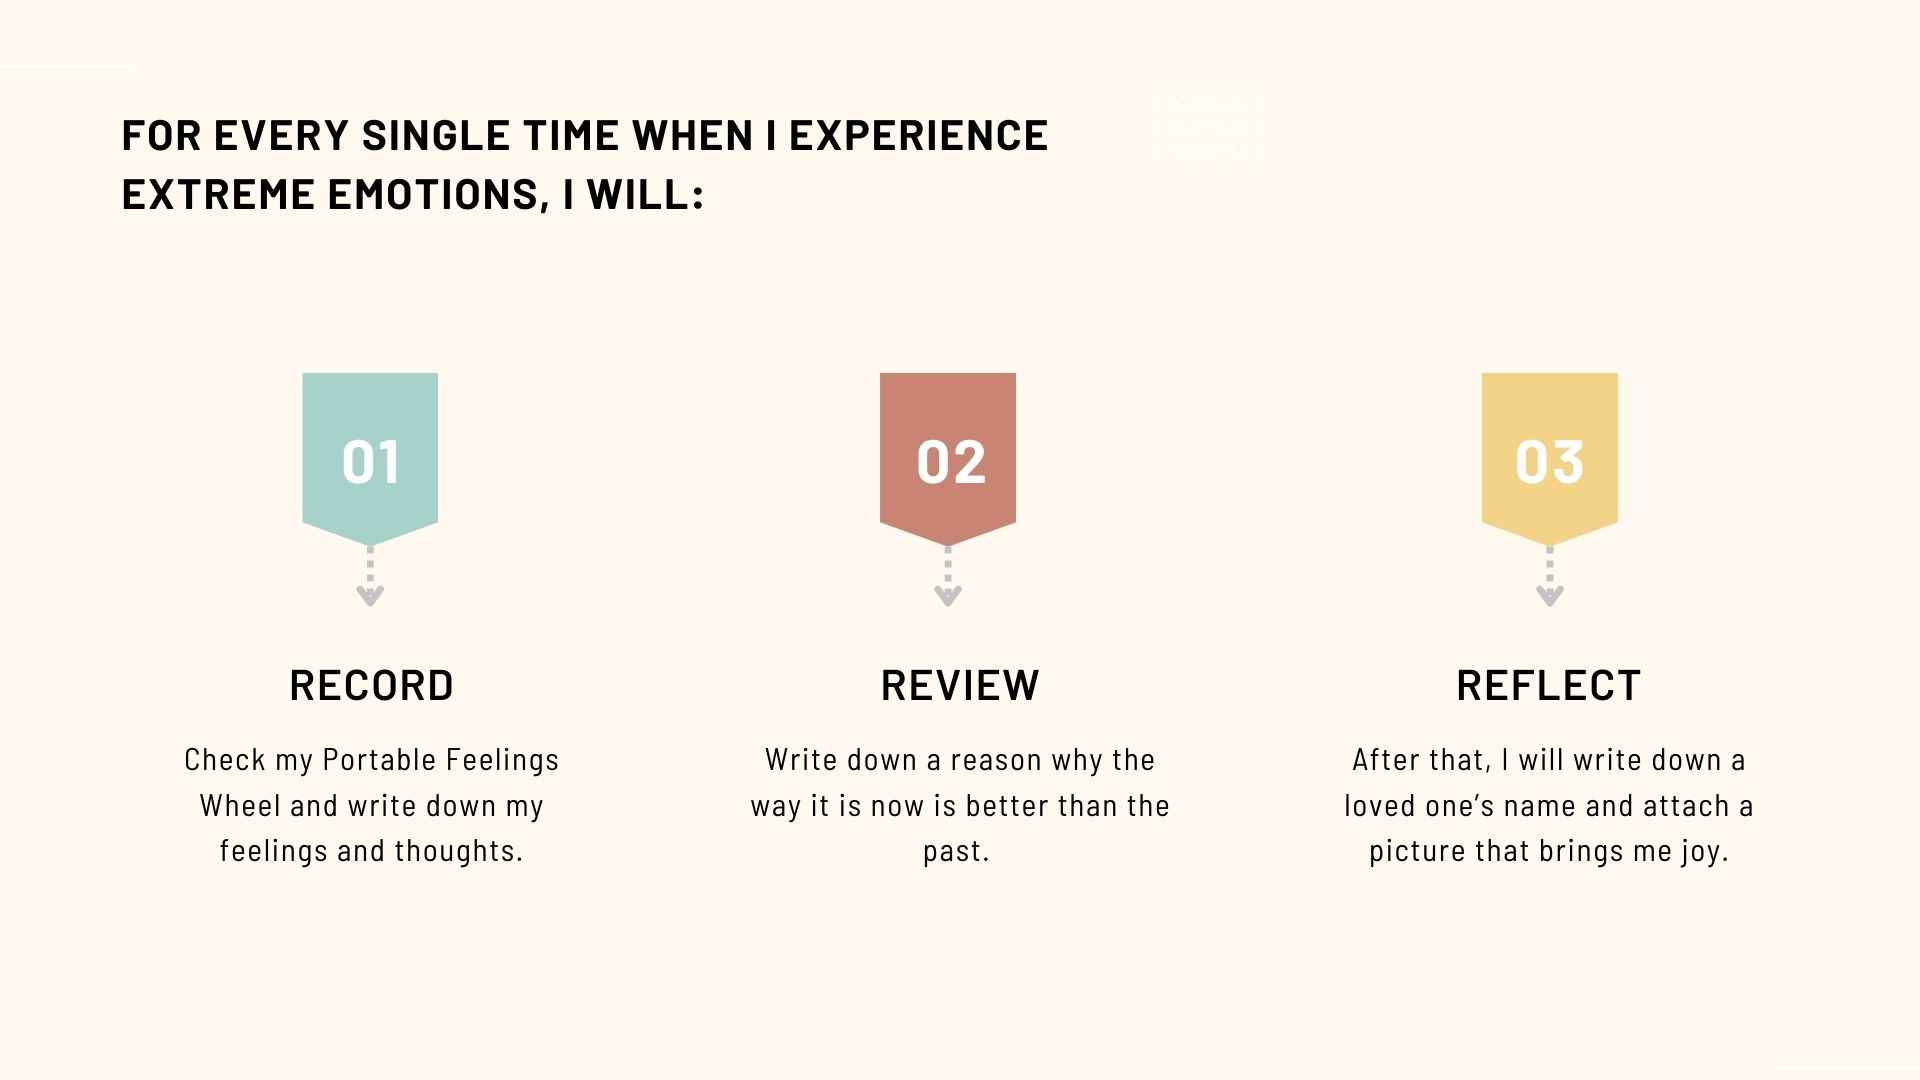 FOR EVERY SINGLE TIME WHEN I EXPERIENCE
EXTREME EMOTIONS, I WILL:
01
RECORD
Check my Portable Feelings
Wheel and write down my
feelings and thoughts.
02
REVIEW
Write down a reason why the
way it is now is better than the
past.
03
REFLECT
After that, I will write down a
loved one’s name and attach a
picture that brings me joy.